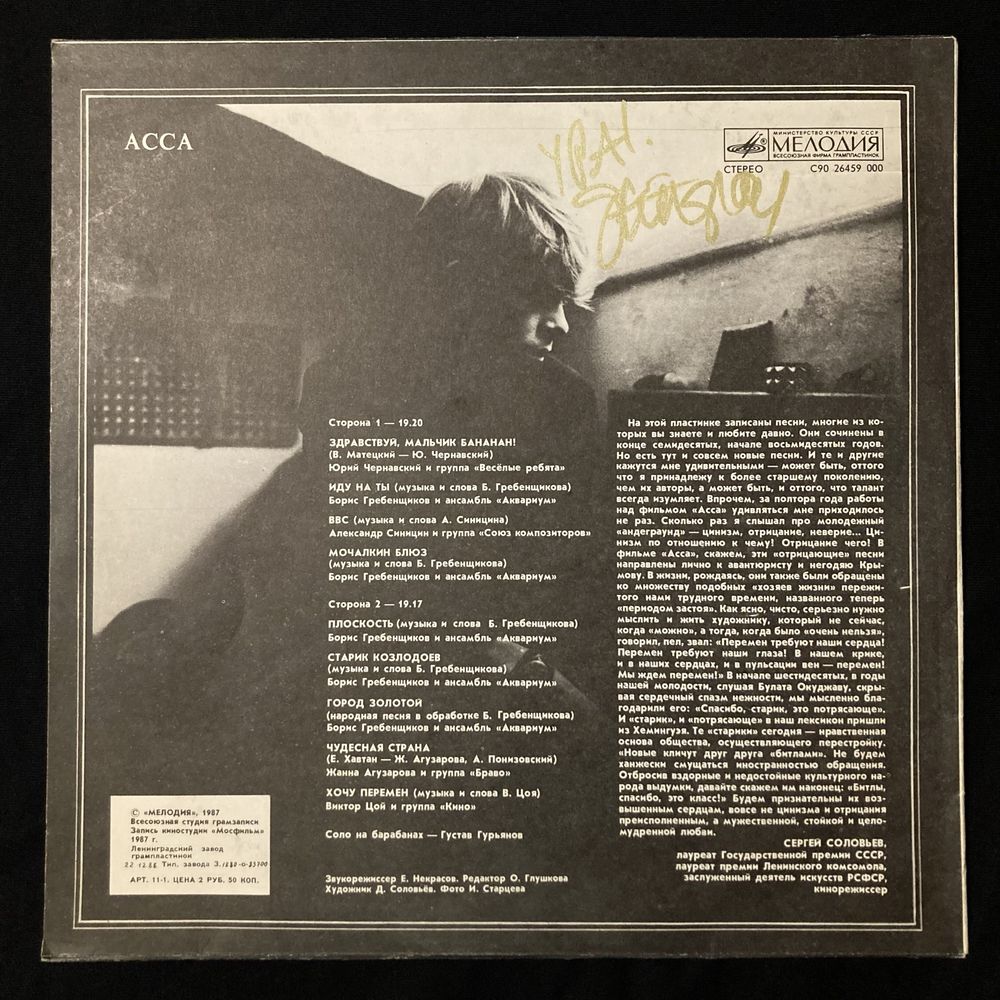 АССА
УРА!
МИНИСТЕРСТВО КУЛЬТУРЫ СССР
МЕЛОДИЯ
ВСЕСОЮЗНАЯ ФИРМА ГРАМПЛАСТИНОК
СТЕРЕО С90 26459 000
Сторона 1 — 19.20
ЗДРАВСТВУЙ, МАЛЬЧИК БАНАНАН!
(В. Матецкий — Ю. Чернавский)
Юрий Чернавский и группа «Весёлые ребята»
ИДУ НА ТЫ (музыка и слова Б. Гребенщикова)
Борис Гребенщиков и ансамбль «Аквариум»
ВВС (музыка и слова А. Синицина)
Александр Синицин и группа «Союз композиторов»
МОЧАЛКИН БЛЮЗ
(музыка и слова Б. Гребенщикова)
Борис Гребенщиков и ансамбль «Аквариум»
Сторона 2 — 19.17
ПЛОСКОСТЬ (музыка и слова Б. Гребенщикова)
Борис Гребенщиков и ансамбль «Аквариум»
СТАРИК КОЗЛОДОЕВ
(музыка и слова Б. Гребенщикова)
Борис Гребенщиков и ансамбль «Аквариум»
ГОРОД ЗОЛОТОЙ
(народная песня в обработке Б. Гребенщикова)
Борис Гребенщиков и ансамбль «Аквариум»
ЧУДЕСНАЯ СТРАНА
(Е. Хавтан — Ж. Агузарова, А. Понизовский)
Жанна Агузарова и группа «Браво»
ХОЧУ ПЕРЕМЕН (музыка и слова В. Цоя)
Виктор Цой и группа «Кино»
Соло на барабанах — Густав Гурьянов
Звукорежиссер Е. Некрасов. Редактор О. Глушкова
Художник Д. Соловьёв. Фото И. Старцева
На этой пластинке записаны песни, многие из ко-
торых вы знаете и любите давно. Они сочинены в
конце семидесятых, начале восьмидесятых годов.
Но есть тут и совсем новые песни. И те и другие
кажутся мне удивительными — может быть, оттого
что я принадлежу к более старшему поколению,
чем их авторы, а может быть, и оттого, что талант
всегда изумляет. Впрочем, за полтора года работы
над фильмом «Асса» удивляться мне приходилось
не раз. Сколько раз я слышал про молодежный
«андеграунд» — цинизм, отрицание, неверие... Ци-
низм по отношению к чему! Отрицание чего! В
фильме «Асса», скажем, эти «отрицающие» песни
направлены лично к авантюристу и негодяю Кры-
мову. В жизни, рождаясь, они также были обращены
ко множеству подобных «хозяев жизни» пережи-
того нами трудного времени, названного теперь
«периодом застоя». Как ясно, чисто, серьезно нужно
мыслить и жить художнику, который не сейчас,
когда «можно», а тогда, когда было «очень нельзя»,
говорил, пел, звал: «Перемен требуют наши сердца!
Перемен требуют наши глаза! В нашем крике,
и в наших сердцах, и в пульсации вен — перемен!
Мы ждем перемен!» В начале шестидесятых, в годы
нашей молодости, слушая Булата Окуджаву, скры-
вая сердечный спазм нежности, мы мысленно бла-
годарили его: «Спасибо, старик, это потрясающе».
И «старик», и «потрясающе» в наш лексикон пришли
из Хемингуэя. Те «старики» сегодня — нравственная
основа общества, осуществляющего перестройку.
«Новые кличут друг друга «битлами». Не будем
ханжески смущаться иностранностью обращения.
Отбросив вздорные и недостойные культурного на-
рода выдумки, давайте скажем им наконец: «Битлы,
спасибо, это класс!» Будем признательны их воз-
вышенным сердцам, вовсе не цинизма и отрицания
преисполненным, а мужественной, стойкой и цело-
мудренной любви.
СЕРГЕЙ СОЛОВЬЕВ,
лауреат Государственной премии СССР,
лауреат премии Ленинского комсомола,
заслуженный деятель искусств РСФСР,
кинорежиссер
© «МЕЛОДИЯ», 1987
Всесоюзная студия грамзаписи
Запись киностудии «Мосфильм»
1987 г.
Ленинградский завод
грампластинок
22 12.88 Тип. завода З.1880-0-85700
АРТ. 11-1. ЦЕНА 2 РУБ. 50 КОП.